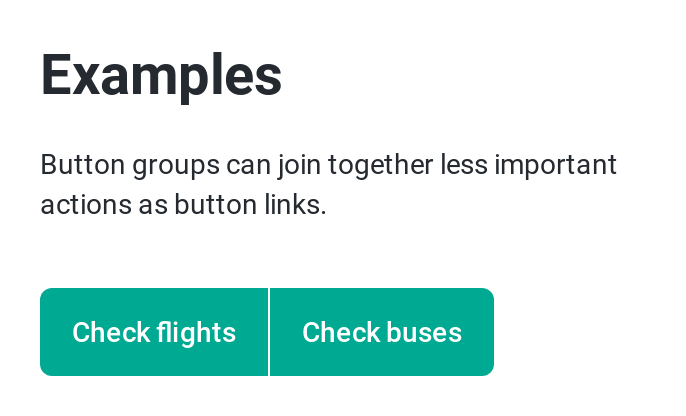 Examples
Button groups can join together less important
actions as button links.
Check flights
Check buses